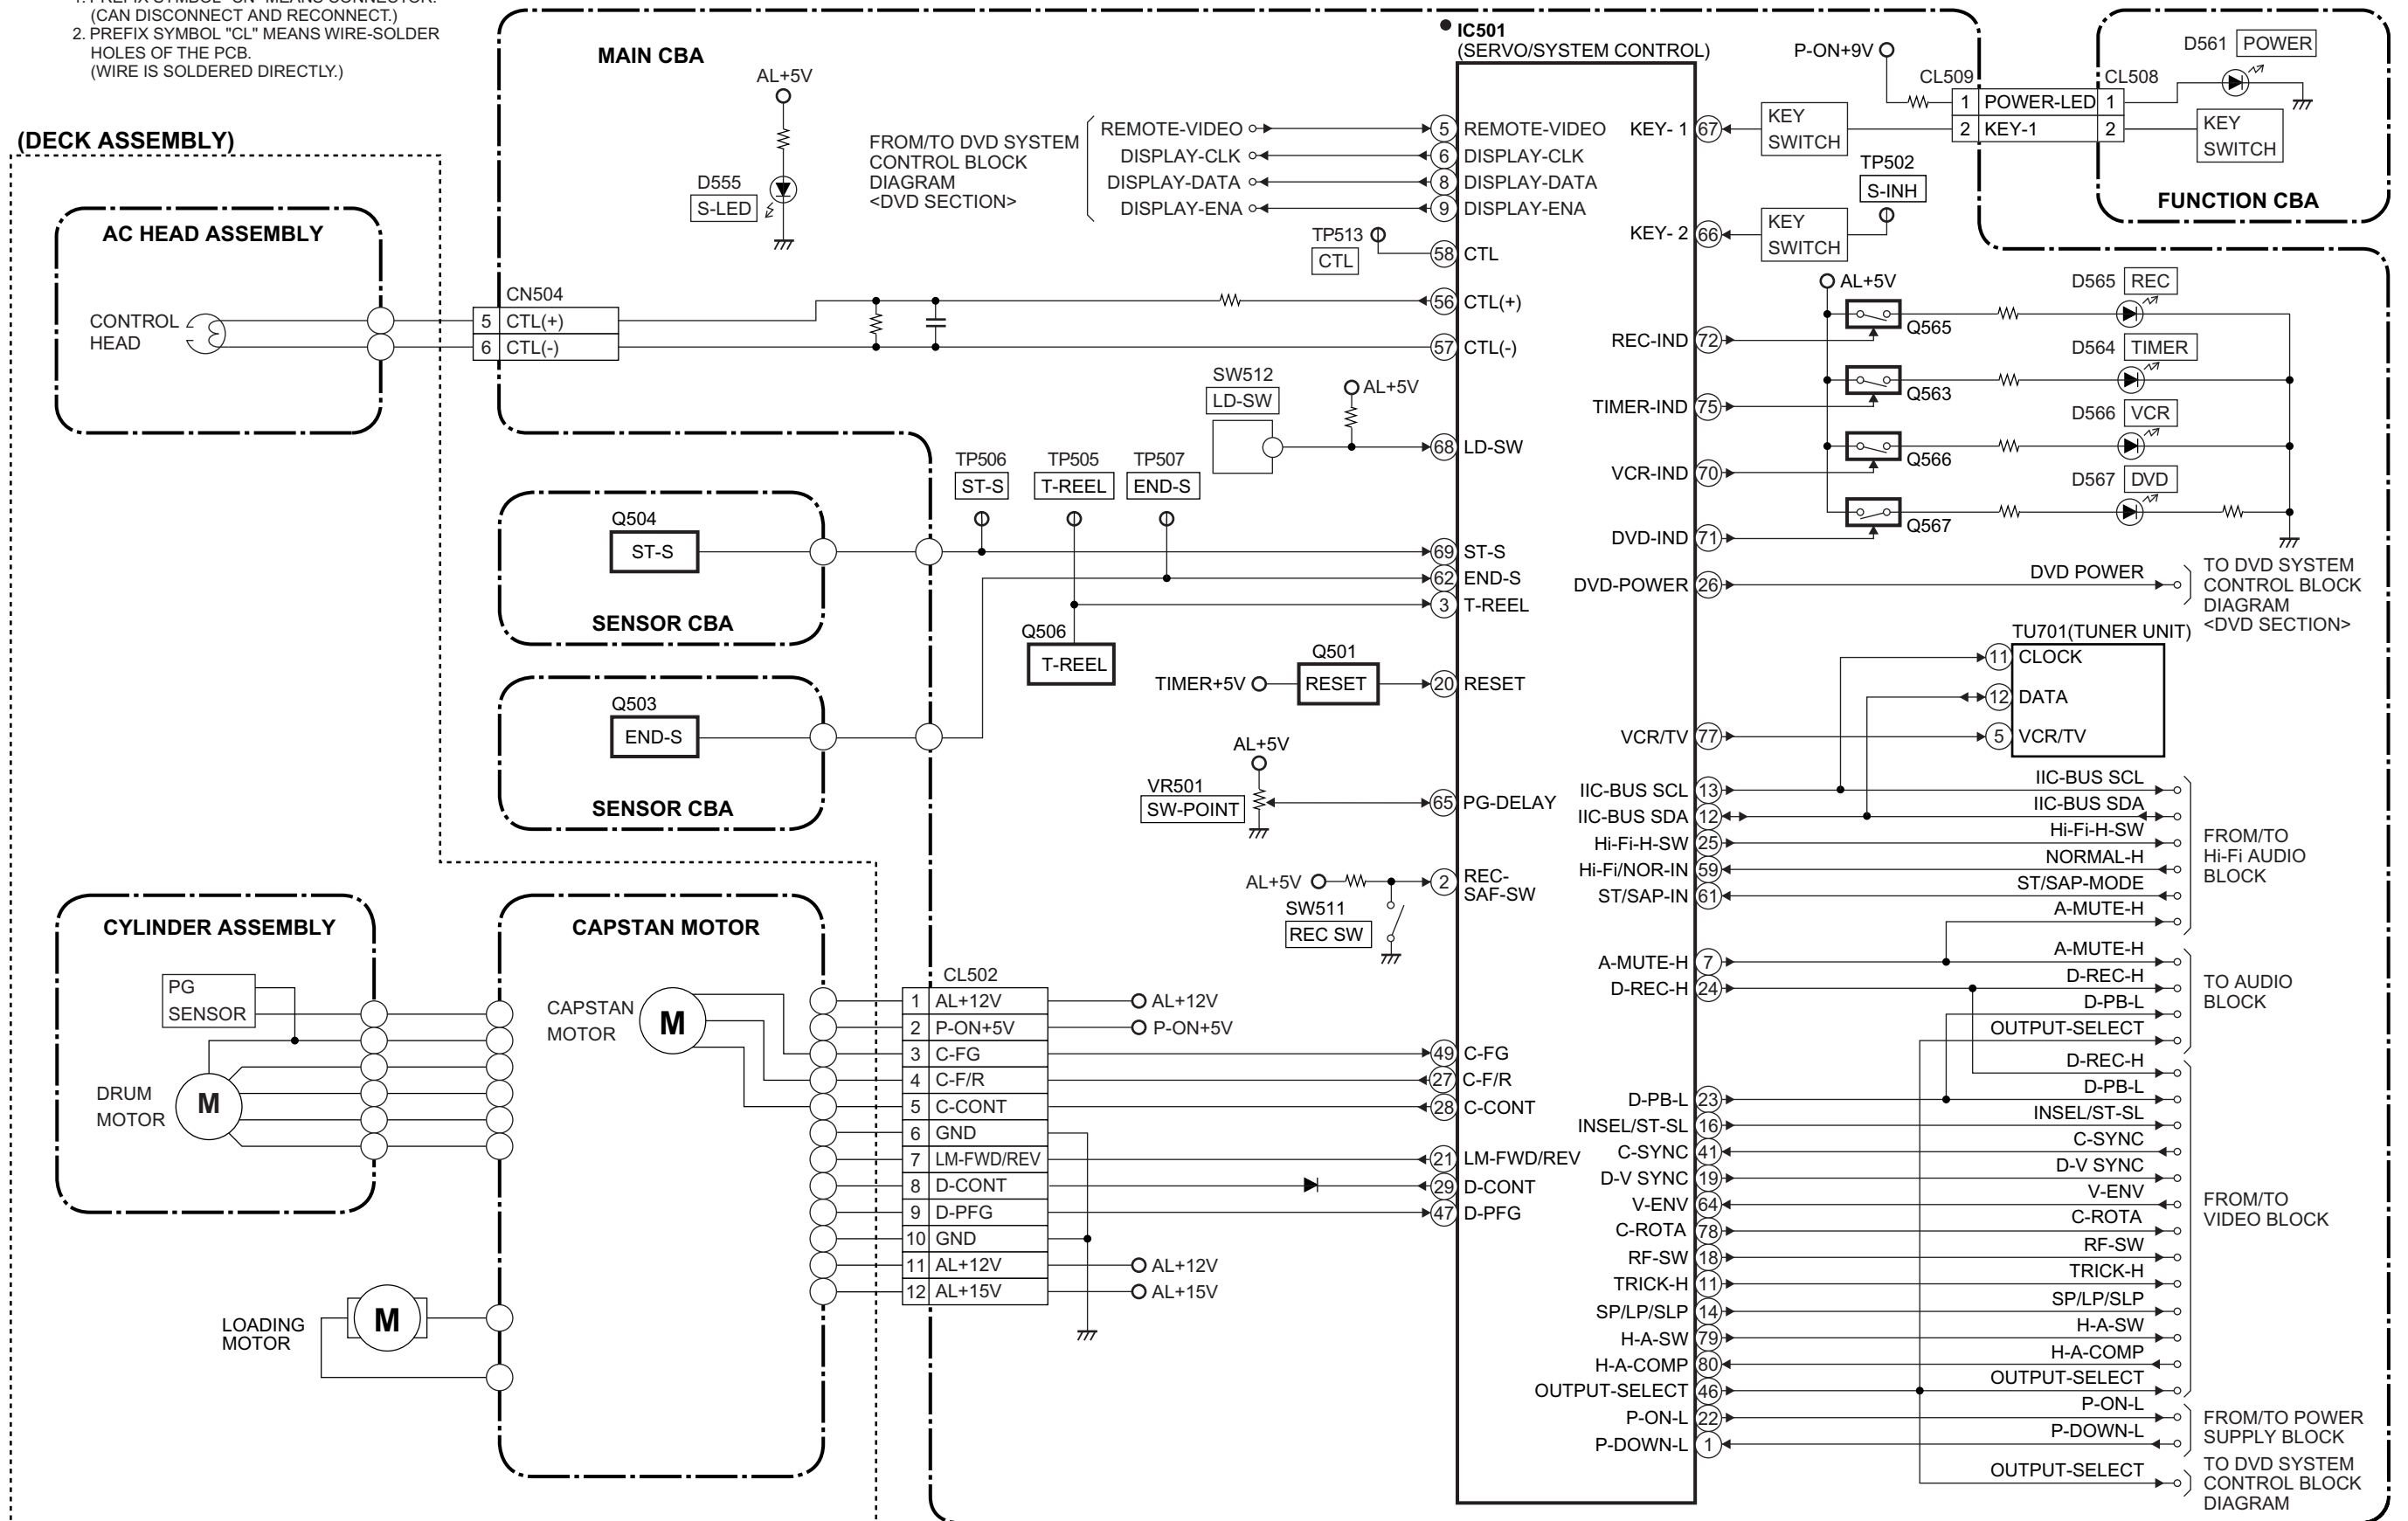 (CAN DISCONNECT AND RECONNECT.)
2. PREFIX SYMBOL "CL" MEANS WIRE-SOLDER
HOLES OF THE PCB.
(WIRE IS SOLDERED DIRECTLY.)
(DECK ASSEMBLY)
AC HEAD ASSEMBLY
CONTROL
HEAD
MAIN CBA
AL+5V
D555
S-LED
CN504
5 CTL(+)
6 CTL(-)
FROM/TO DVD SYSTEM
CONTROL BLOCK
DIAGRAM
<DVD SECTION>
REMOTE-VIDEO
DISPLAY-CLK
DISPLAY-DATA
DISPLAY-ENA
TP513
CTL
SW512
LD-SW
AL+5V
TP506
ST-S
TP505
T-REEL
TP507
END-S
Q504
ST-S
SENSOR CBA
Q503
END-S
SENSOR CBA
Q506
T-REEL
Q501
TIMER+5V
RESET
AL+5V
VR501
SW-POINT
AL+5V
SW511
REC SW
CYLINDER ASSEMBLY
PG
SENSOR
DRUM
MOTOR
M
LOADING
MOTOR
M
CAPSTAN MOTOR
CAPSTAN
MOTOR
M
CL502
1 AL+12V
2 P-ON+5V
3 C-FG
4 C-F/R
5 C-CONT
6 GND
7 LM-FWD/REV
8 D-CONT
9 D-PFG
10 GND
11 AL+12V
12 AL+15V
AL+12V
P-ON+5V
AL+12V
AL+15V
IC501
(SERVO/SYSTEM CONTROL)
5 REMOTE-VIDEO
6 DISPLAY-CLK
8 DISPLAY-DATA
9 DISPLAY-ENA
58 CTL
56 CTL(+)
57 CTL(-)
68 LD-SW
69 ST-S
62 END-S
3 T-REEL
20 RESET
65 PG-DELAY
2 REC-
SAF-SW
49 C-FG
27 C-F/R
28 C-CONT
21 LM-FWD/REV
29 D-CONT
47 D-PFG
KEY- 1 67
KEY- 2 66
REC-IND 72
TIMER-IND 75
VCR-IND 70
DVD-IND 71
DVD-POWER 26
VCR/TV 77
IIC-BUS SCL 13
IIC-BUS SDA 12
Hi-Fi-H-SW 25
Hi-Fi/NOR-IN 59
ST/SAP-IN 61
A-MUTE-H 7
D-REC-H 24
D-PB-L 23
INSEL/ST-SL 16
C-SYNC 41
D-V SYNC 19
V-ENV 64
C-ROTA 78
RF-SW 18
TRICK-H 11
SP/LP/SLP 14
H-A-SW 79
H-A-COMP 80
OUTPUT-SELECT 46
P-ON-L 22
P-DOWN-L 1
P-ON+9V
CL509
CL508
1 POWER-LED 1
2 KEY-1 2
KEY
SWITCH
D561 POWER
KEY
SWITCH
FUNCTION CBA
TP502
S-INH
KEY
SWITCH
AL+5V
D565 REC
Q565
D564 TIMER
Q563
D566 VCR
Q566
D567 DVD
Q567
DVD POWER
TO DVD SYSTEM
CONTROL BLOCK
DIAGRAM
<DVD SECTION>
TU701(TUNER UNIT)
11 CLOCK
12 DATA
5 VCR/TV
IIC-BUS SCL
IIC-BUS SDA
Hi-Fi-H-SW
NORMAL-H
ST/SAP-MODE
A-MUTE-H
FROM/TO
Hi-Fi AUDIO
BLOCK
A-MUTE-H
D-REC-H
D-PB-L
OUTPUT-SELECT
TO AUDIO
BLOCK
D-REC-H
D-PB-L
INSEL/ST-SL
C-SYNC
D-V SYNC
V-ENV
C-ROTA
RF-SW
TRICK-H
SP/LP/SLP
H-A-SW
H-A-COMP
OUTPUT-SELECT
FROM/TO
VIDEO BLOCK
P-ON-L
P-DOWN-L
FROM/TO POWER
SUPPLY BLOCK
OUTPUT-SELECT
TO DVD SYSTEM
CONTROL BLOCK
DIAGRAM